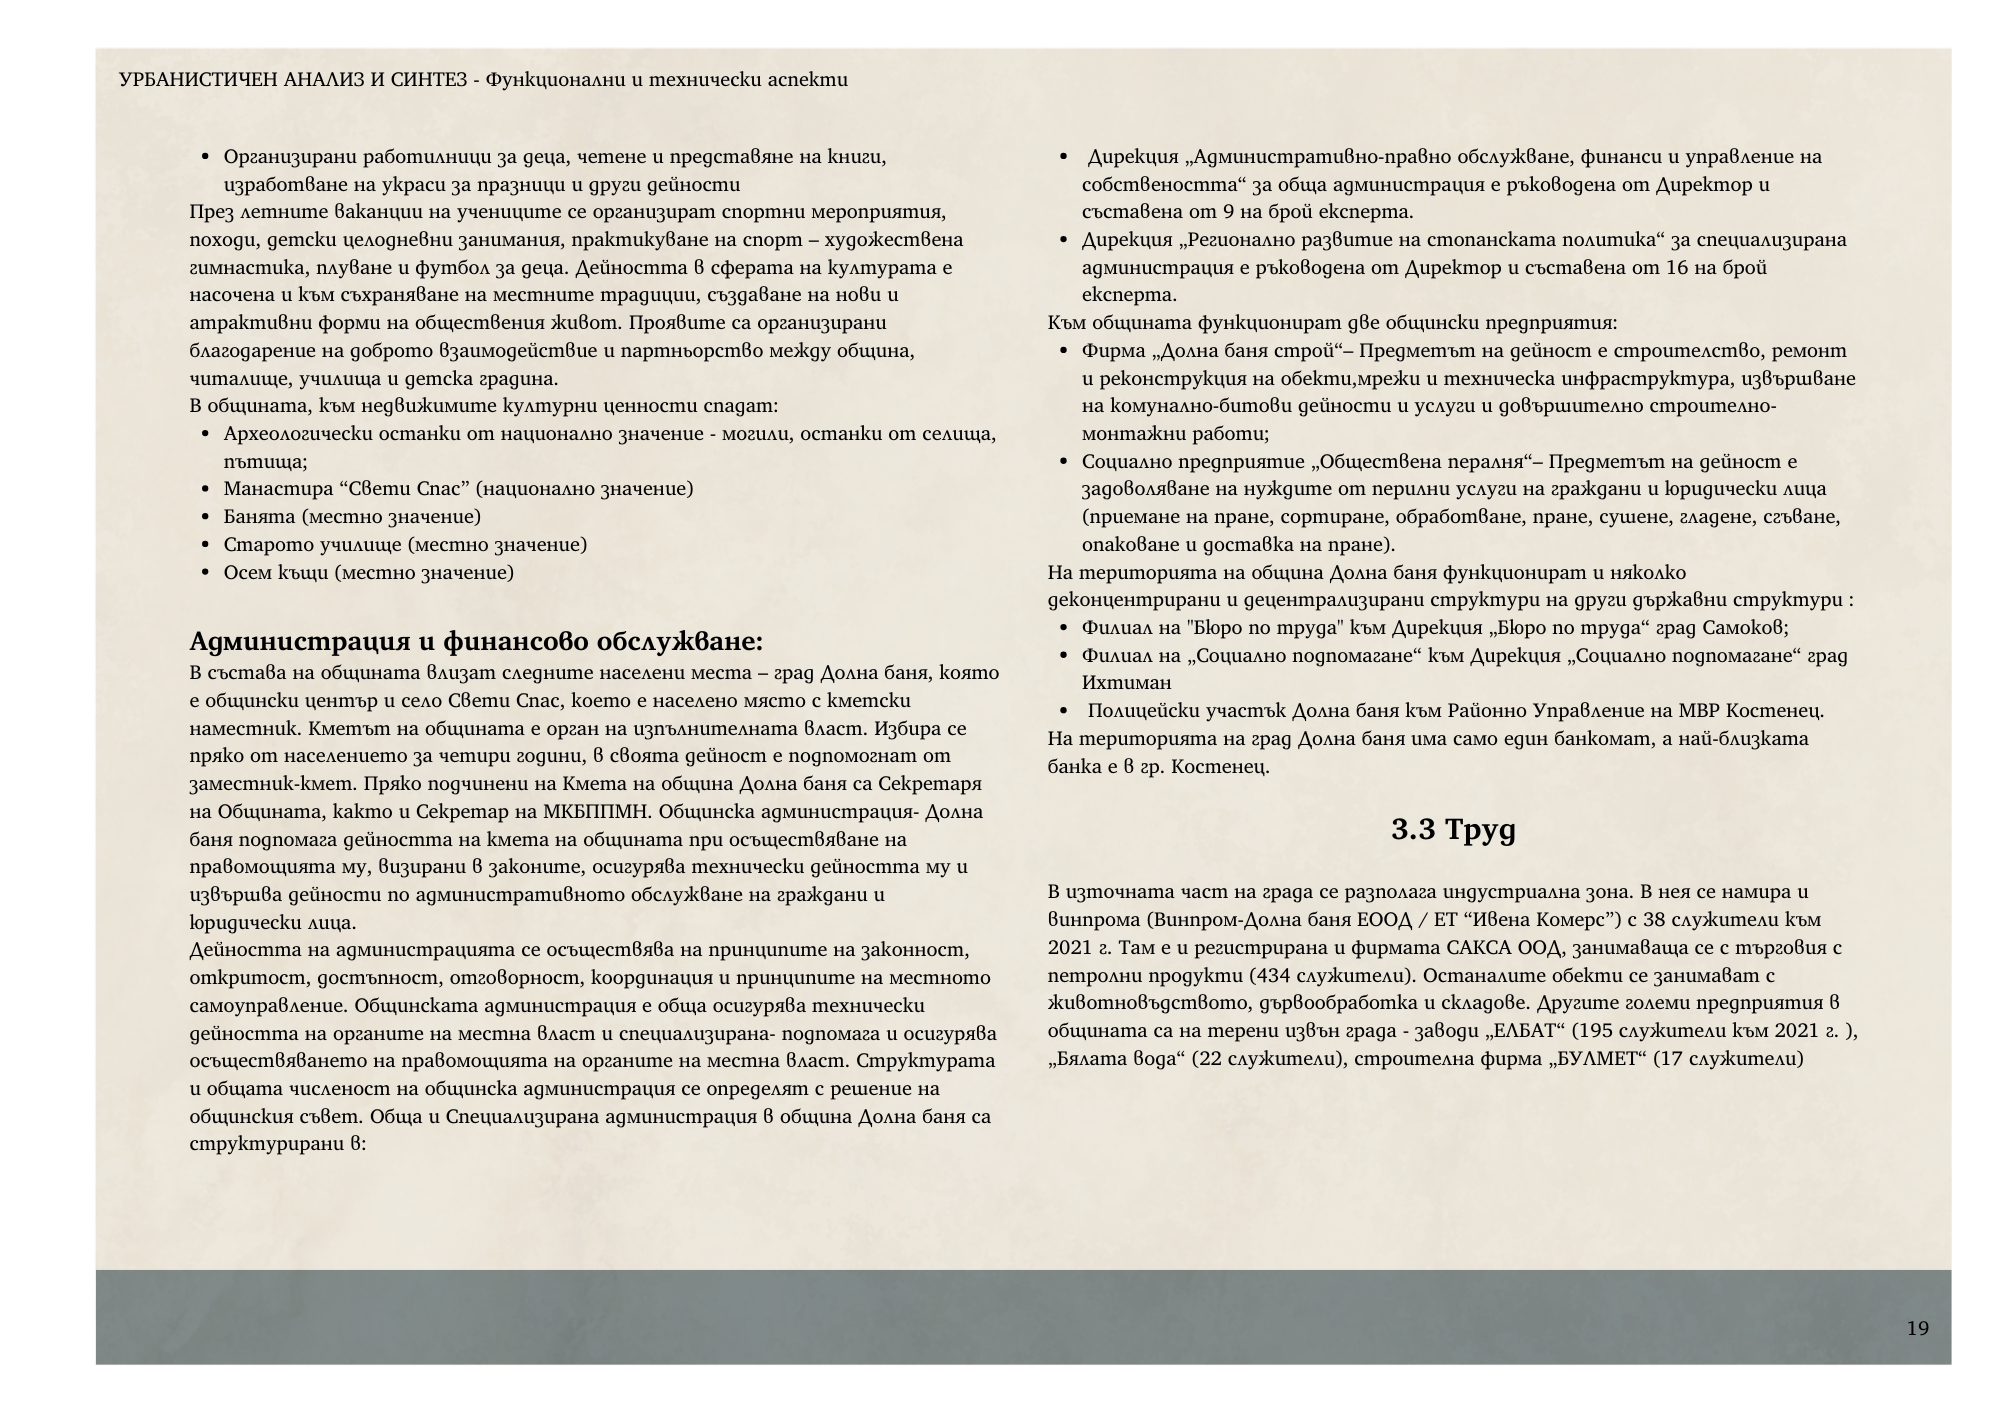 УРБАНИСТИЧЕН АНАЛИЗ И СИНТЕЗ - Функционални и технически аспекти
• Организирани работилници за деца, четене и представяне на книги,
изработване на украси за празници и други дейности
През летните ваканции на учениците се организират спортни мероприятия,
походи, детски целодневни занимания, практикуване на спорт – художествена
гимнастика, плуване и футбол за деца. Дейността в сферата на културата е
насочена и към съхраняване на местните традиции, създаване на нови и
атрактивни форми на обществения живот. Проявите са организирани
благодарение на доброто взаимодействие и партньорство между община,
читалище, училища и детска градина.
В общината, към недвижимите културни ценности спадат:
• Археологически останки от национално значение - могили, останки от селища,
пътища;
• Манастира “Свети Спас” (национално значение)
• Банята (местно значение)
• Старото училище (местно значение)
• Осем къщи (местно значение)
Администрация и финансово обслужване:
В състава на общината влизат следните населени места – град Долна баня, която
е общински център и село Свети Спас, което е населено място с кметски
наместник. Кметът на общината е орган на изпълнителната власт. Избира се
пряко от населението за четири години, в своята дейност е подпомогнат от
заместник-кмет. Пряко подчинени на Кмета на община Долна баня са Секретаря
на Общината, както и Секретар на МКБППМН. Общинска администрация- Долна
баня подпомага дейността на кмета на общината при осъществяване на
правомощията му, визирани в законите, осигурява технически дейността му и
извършва дейности по административното обслужване на граждани и
юридически лица.
Дейността на администрацията се осъществява на принципите на законност,
откритост, достъпност, отговорност, координация и принципите на местното
самоуправление. Общинската администрация е обща осигурява технически
дейността на органите на местна власт и специализирана- подпомага и осигурява
осъществяването на правомощията на органите на местна власт. Структурата
и общата численост на общинска администрация се определят с решение на
общинския съвет. Обща и Специализирана администрация в община Долна баня са
структурирани в:
• Дирекция „Административно-правно обслужване, финанси и управление на
собствеността“ за обща администрация е ръководена от Директор и
съставена от 9 на брой експерта.
• Дирекция „Регионално развитие на стопанската политика“ за специализирана
администрация е ръководена от Директор и съставена от 16 на брой
експерта.
Към общината функционират две общински предприятия:
• Фирма „Долна баня строй“– Предметът на дейност е строителство, ремонт
и реконструкция на обекти,мрежи и техническа инфраструктура, извършване
на комунално-битови дейности и услуги и довършително строително-
монтажни работи;
• Социално предприятие „Обществена пералня“– Предметът на дейност е
задоволяване на нуждите от перилни услуги на граждани и юридически лица
(приемане на пране, сортиране, обработване, пране, сушене, гладене, сгъване,
опаковане и доставка на пране).
На територията на община Долна баня функционират и няколко
деконцентрирани и децентрализирани структури на други държавни структури :
• Филиал на "Бюро по труда" към Дирекция „Бюро по труда“ град Самоков;
• Филиал на „Социално подпомагане“ към Дирекция „Социално подпомагане“ град
Ихтиман
• Полицейски участък Долна баня към Районно Управление на МВР Костенец.
На територията на град Долна баня има само един банкомат, а най-близката
банка е в гр. Костенец.
3.3 Труд
В източната част на града се разполага индустриална зона. В нея се намира и
винпрома (Винпром-Долна баня ЕООД / ЕТ “Ивена Комерс”) с 38 служители към
2021 г. Там е и регистрирана и фирмата САКСА ООД, занимаваща се с търговия с
петролни продукти (434 служители). Останалите обекти се занимават с
животновъдството, дървообработка и складове. Другите големи предприятия в
общината са на терени извън града - заводи „ЕЛБАТ“ (195 служители към 2021 г. ),
„Бялата вода“ (22 служители), строителна фирма „БУЛМЕТ“ (17 служители)
19